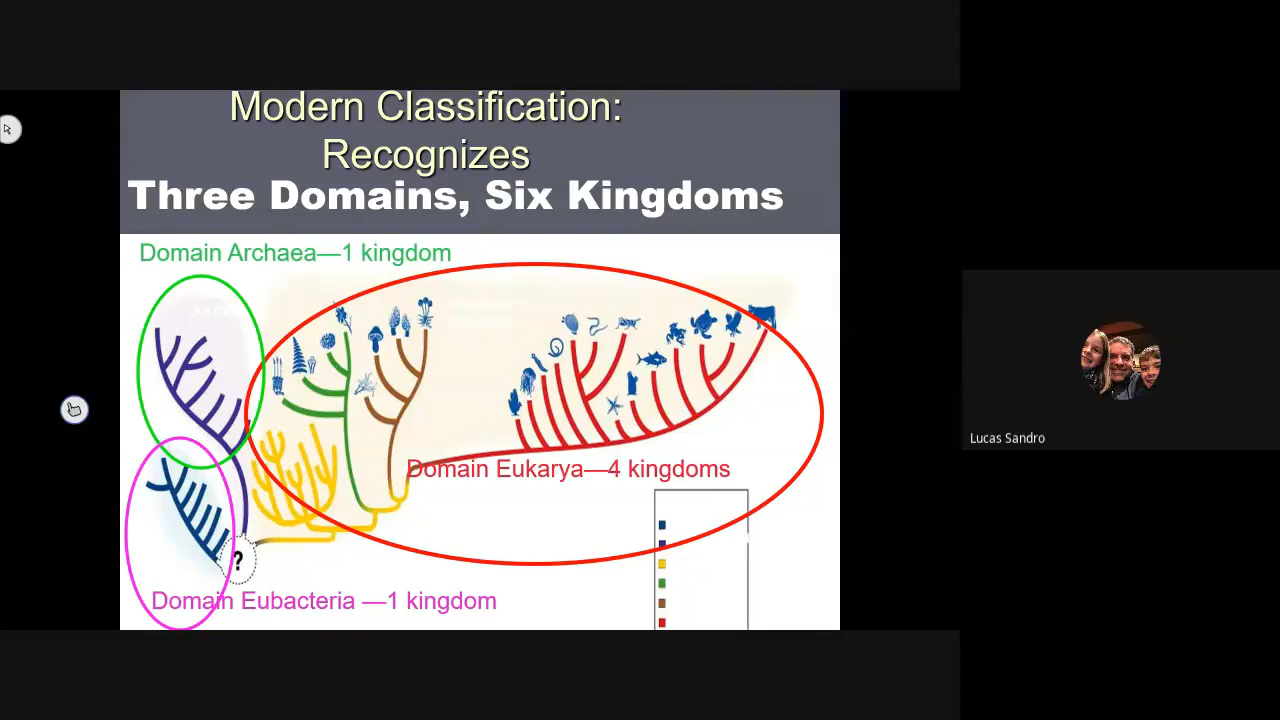 Modern Classification:
Recognizes
Three Domains, Six Kingdoms
Domain Archaea—1 kingdom
Domain Eukarya—4 kingdoms
?
Domain Eubacteria —1 kingdom
Lucas Sandro